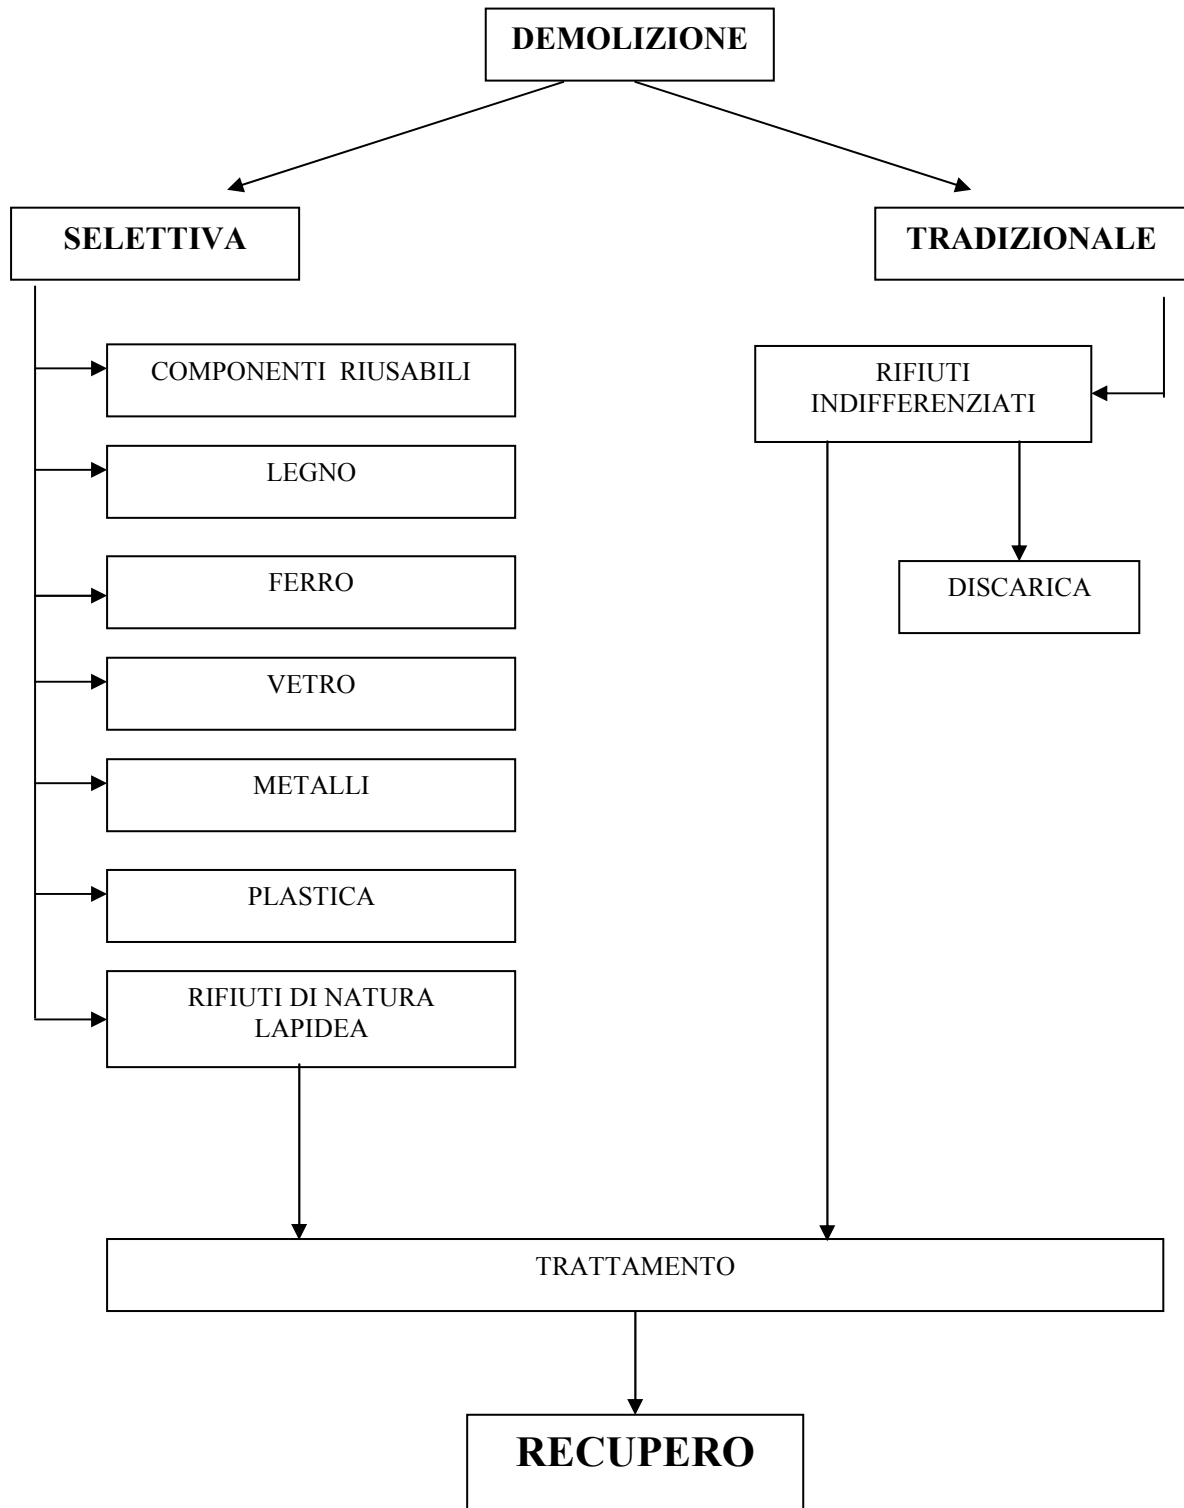 DEMOLIZIONE
SELETTIVA
TRADIZIONALE
COMPONENTI RIUSABILI
RIFIUTI
INDIFFERENZIATI
LEGNO
FERRO
DISCARICA
VETRO
METALLI
PLASTICA
RIFIUTI DI NATURA
LAPIDEA
TRATTAMENTO
RECUPERO